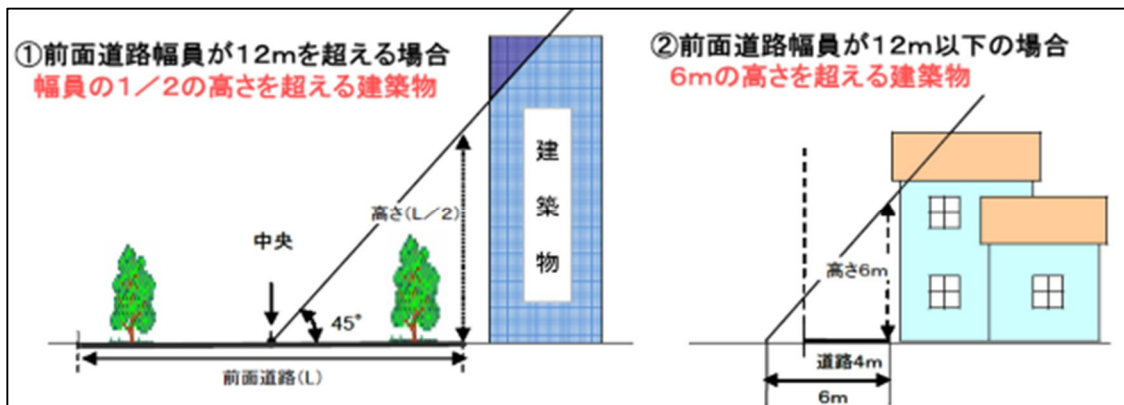 ①前面道路幅員が12mを超える場合
幅員の1/2の高さを超える建築物
建築物
高さ(L/2)
中央
45°
前面道路(L)
②前面道路幅員が12m以下の場合
6mの高さを超える建築物
高さ6m
道路4m
6m